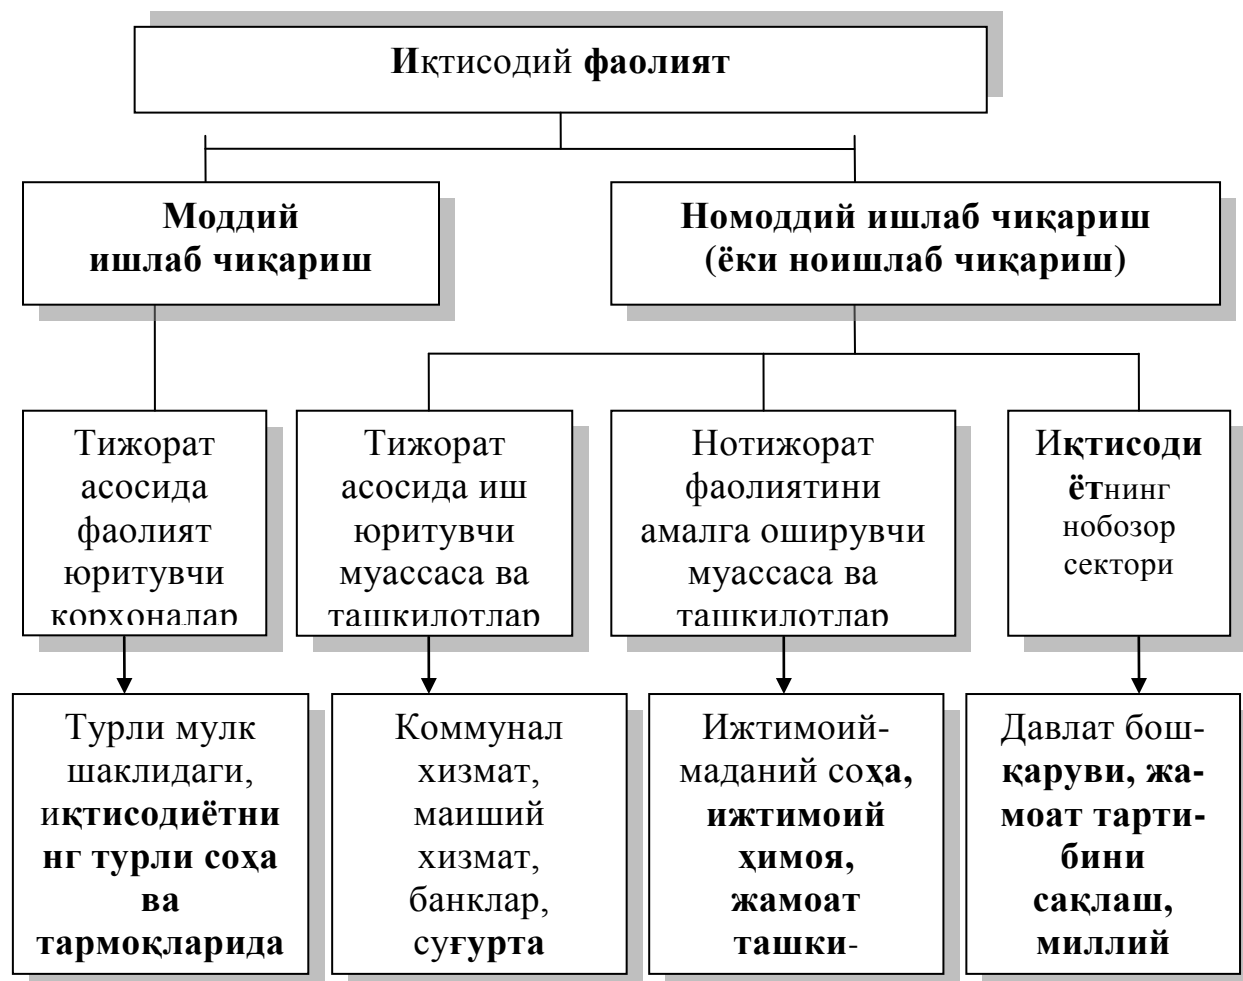 Иқтисодий фаолият
Моддий
ишлаб чиқариш
Номоддий ишлаб чиқариш
(ёки ноишлаб чиқариш)
Тижорат
асосида
фаолият
юритувчи
корхоналар
Тижорат
асосида иш
юритувчи
муассаса ва
ташкилотлар
Нотижорат
фаолиятини
амалга оширувчи
муассаса ва
ташкилотлар
Иқтисоди
ётнинг
нобозор
сектори
Турли мулк
шаклидаги,
иқтисодиётни
нг турли соҳа
ва
тармоқларида
Коммунал
хизмат,
маиший
хизмат,
банклар,
суғурта
Ижтимоий-
маданий соҳа,
ижтимоий
ҳимоя,
жамоат
ташки-
Давлат бош-
қаруви, жа-
моат тарти-
бини
сақлаш,
миллий